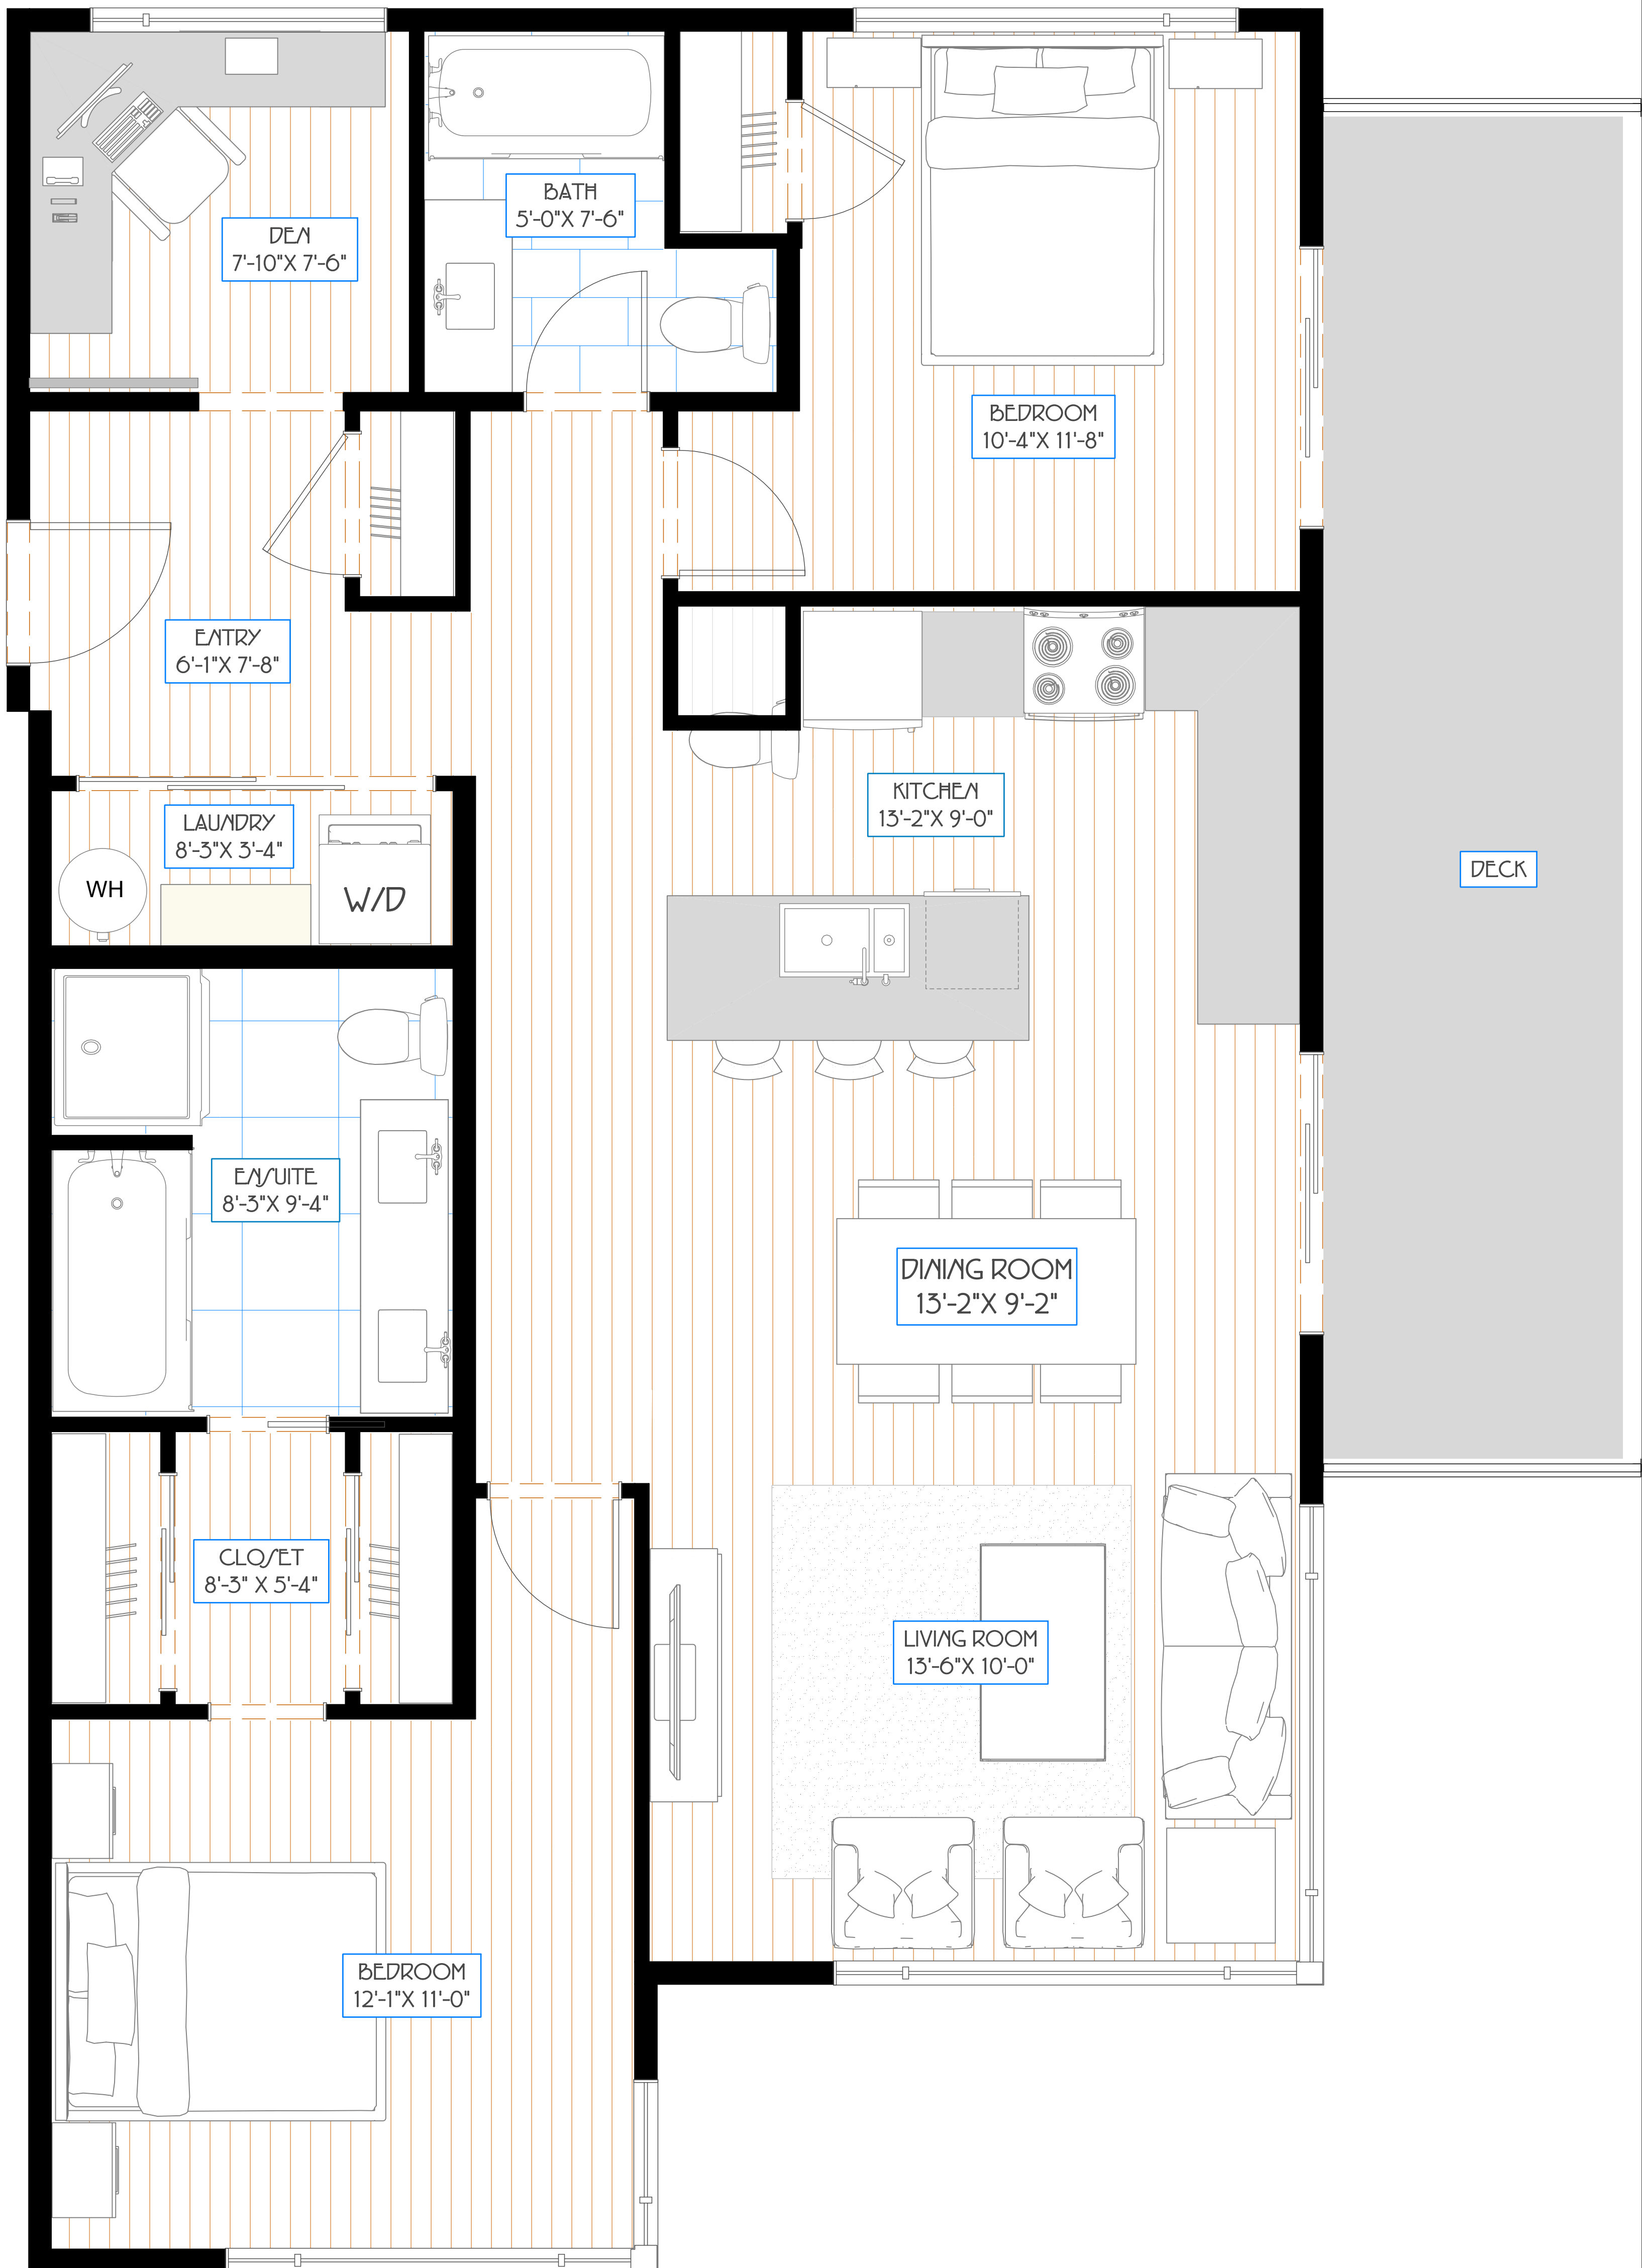 BATH
5'-0"X 7'-6"
DEN
7'-10"X 7'-6"
BEDROOM
10'-4"X 11'-8"
ENTRY
6'-1"X 7'-8"
KITCHEN
13'-2"X 9'-0"
LAUNDRY
8'-3"X 3'-4"
WH
W/D
DECK
ENSUITE
8'-3"X 9'-4"
DINING ROOM
13'-2"X 9'-2"
CLOSET
8'-3" X 5'-4"
LIVING ROOM
13'-6"X 10'-0"
BEDROOM
12'-1"X 11'-0"